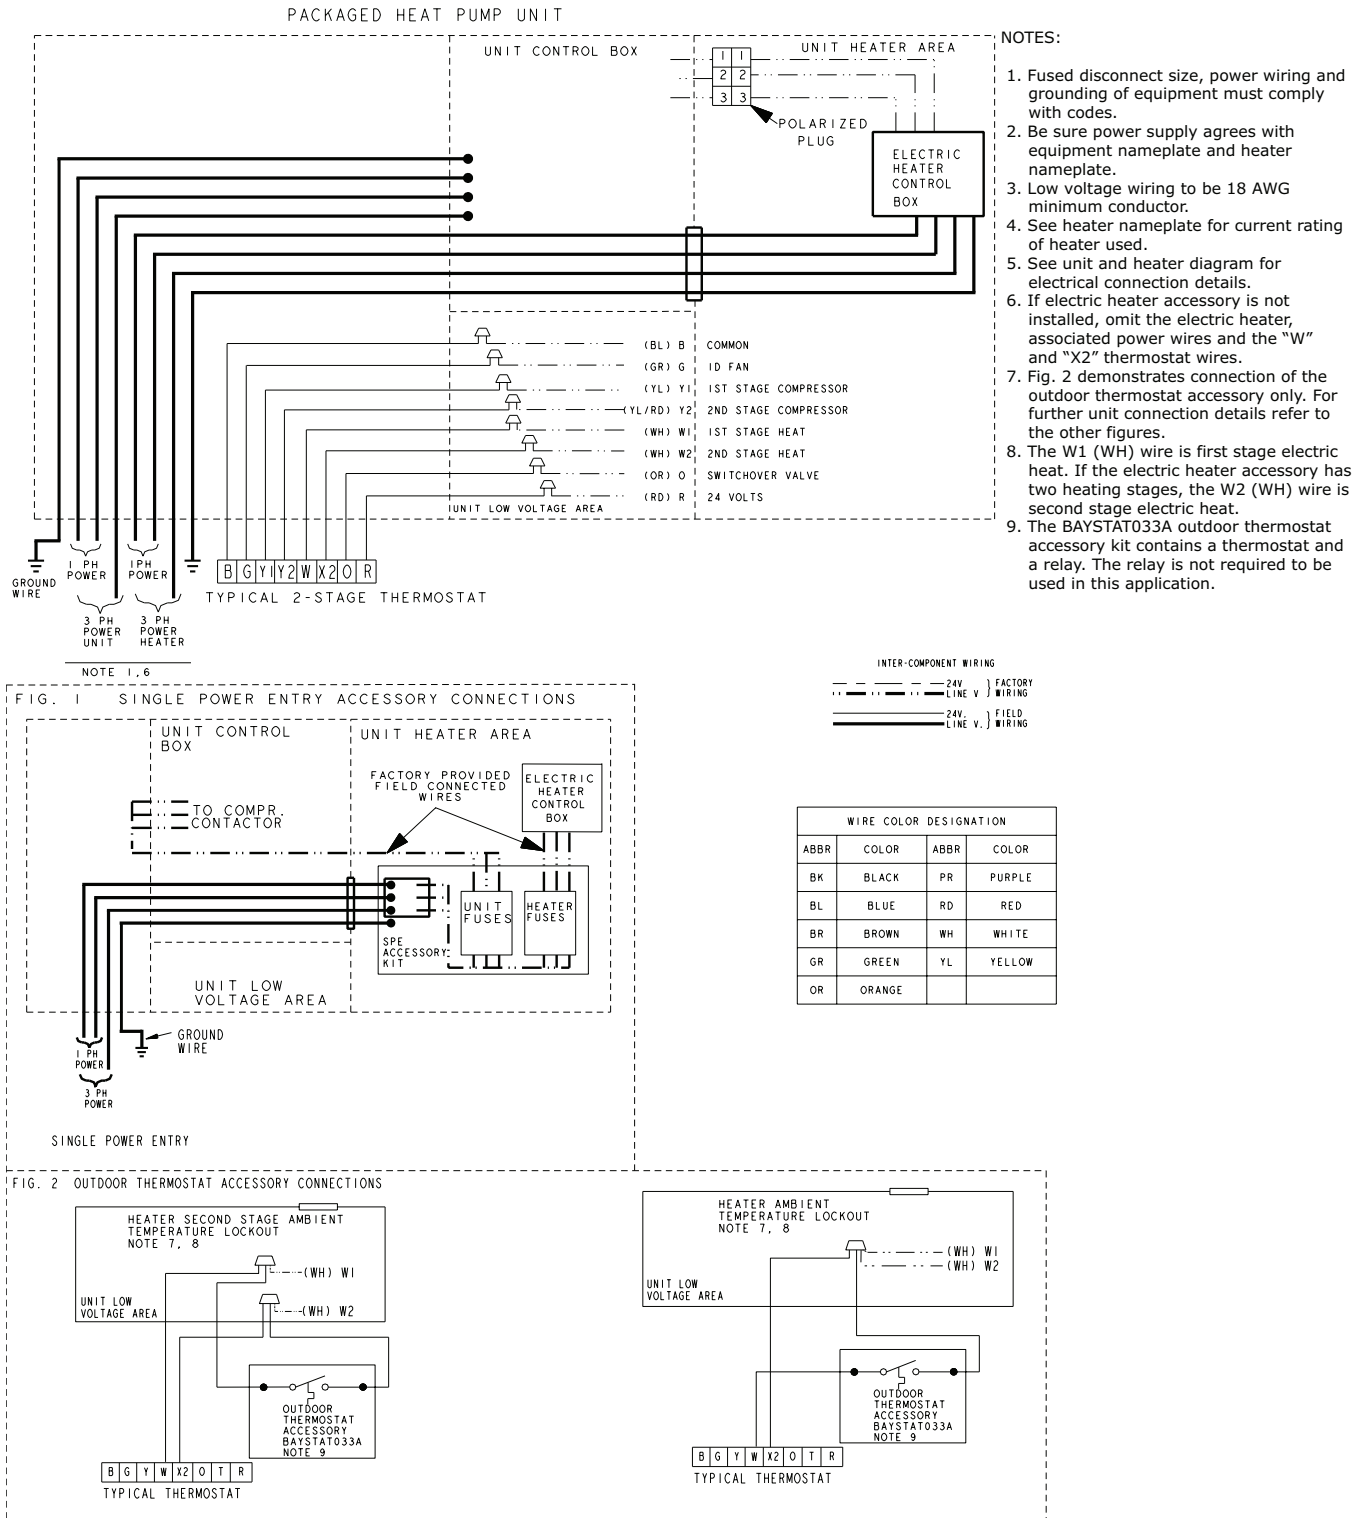 PACKAGED HEAT PUMP UNIT
UNIT CONTROL BOX
UNIT HEATER AREA
1 1
2 2
3 3
POLARIZED
PLUG
ELECTRIC
HEATER
CONTROL
BOX
(BL) B COMMON
(GR) G ID FAN
(YL) Y1 1ST STAGE COMPRESSOR
(YL/RD) Y2 2ND STAGE COMPRESSOR
(WH) W1 1ST STAGE HEAT
(WH) W2 2ND STAGE HEAT
(OR) O SWITCHOVER VALVE
(RD) R 24 VOLTS
UNIT LOW VOLTAGE AREA
GROUND
WIRE
1 PH
POWER
1PH
POWER
B G Y1 Y2 W X2 O R
TYPICAL 2-STAGE THERMOSTAT
3 PH
POWER
UNIT
3 PH
POWER
HEATER
NOTE 1,6
NOTES:
1. Fused disconnect size, power wiring and
grounding of equipment must comply
with codes.
2. Be sure power supply agrees with
equipment nameplate and heater
nameplate.
3. Low voltage wiring to be 18 AWG
minimum conductor.
4. See heater nameplate for current rating
of heater used.
5. See unit and heater diagram for
electrical connection details.
6. If electric heater accessory is not
installed, omit the electric heater,
associated power wires and the “W”
and “X2” thermostat wires.
7. Fig. 2 demonstrates connection of the
outdoor thermostat accessory only. For
further unit connection details refer to
the other figures.
8. The W1 (WH) wire is first stage electric
heat. If the electric heater accessory has
two heating stages, the W2 (WH) wire is
second stage electric heat.
9. The BAYSTAT033A outdoor thermostat
accessory kit contains a thermostat and
a relay. The relay is not required to be
used in this application.
INTER-COMPONENT WIRING
24V
LINE V
FACTORY
WIRING
24V.
LINE V.
FIELD
WIRING
WIRE COLOR DESIGNATION
ABBR COLOR ABBR COLOR
BK BLACK PR PURPLE
BL BLUE RD RED
BR BROWN WH WHITE
GR GREEN YL YELLOW
OR ORANGE
FIG. 1 SINGLE POWER ENTRY ACCESSORY CONNECTIONS
UNIT CONTROL
BOX
UNIT HEATER AREA
FACTORY PROVIDED
FIELD CONNECTED
WIRES
ELECTRIC
HEATER
CONTROL
BOX
TO COMPR.
CONTACTOR
UNIT
FUSES
HEATER
FUSES
SPE
ACCESSORY
KIT
UNIT LOW
VOLTAGE AREA
GROUND
WIRE
1 PH
POWER
3 PH
POWER
SINGLE POWER ENTRY
FIG. 2 OUTDOOR THERMOSTAT ACCESSORY CONNECTIONS
HEATER SECOND STAGE AMBIENT
TEMPERATURE LOCKOUT
NOTE 7, 8
(WH) W1
(WH) W2
UNIT LOW
VOLTAGE AREA
OUTDOOR
THERMOSTAT
ACCESSORY
BAYSTAT033A
NOTE 9
B G Y W X2 O T R
TYPICAL THERMOSTAT
HEATER AMBIENT
TEMPERATURE LOCKOUT
NOTE 7, 8
(WH) W1
(WH) W2
UNIT LOW
VOLTAGE AREA
OUTDOOR
THERMOSTAT
ACCESSORY
BAYSTAT033A
NOTE 9
B G Y W X2 O T R
TYPICAL THERMOSTAT